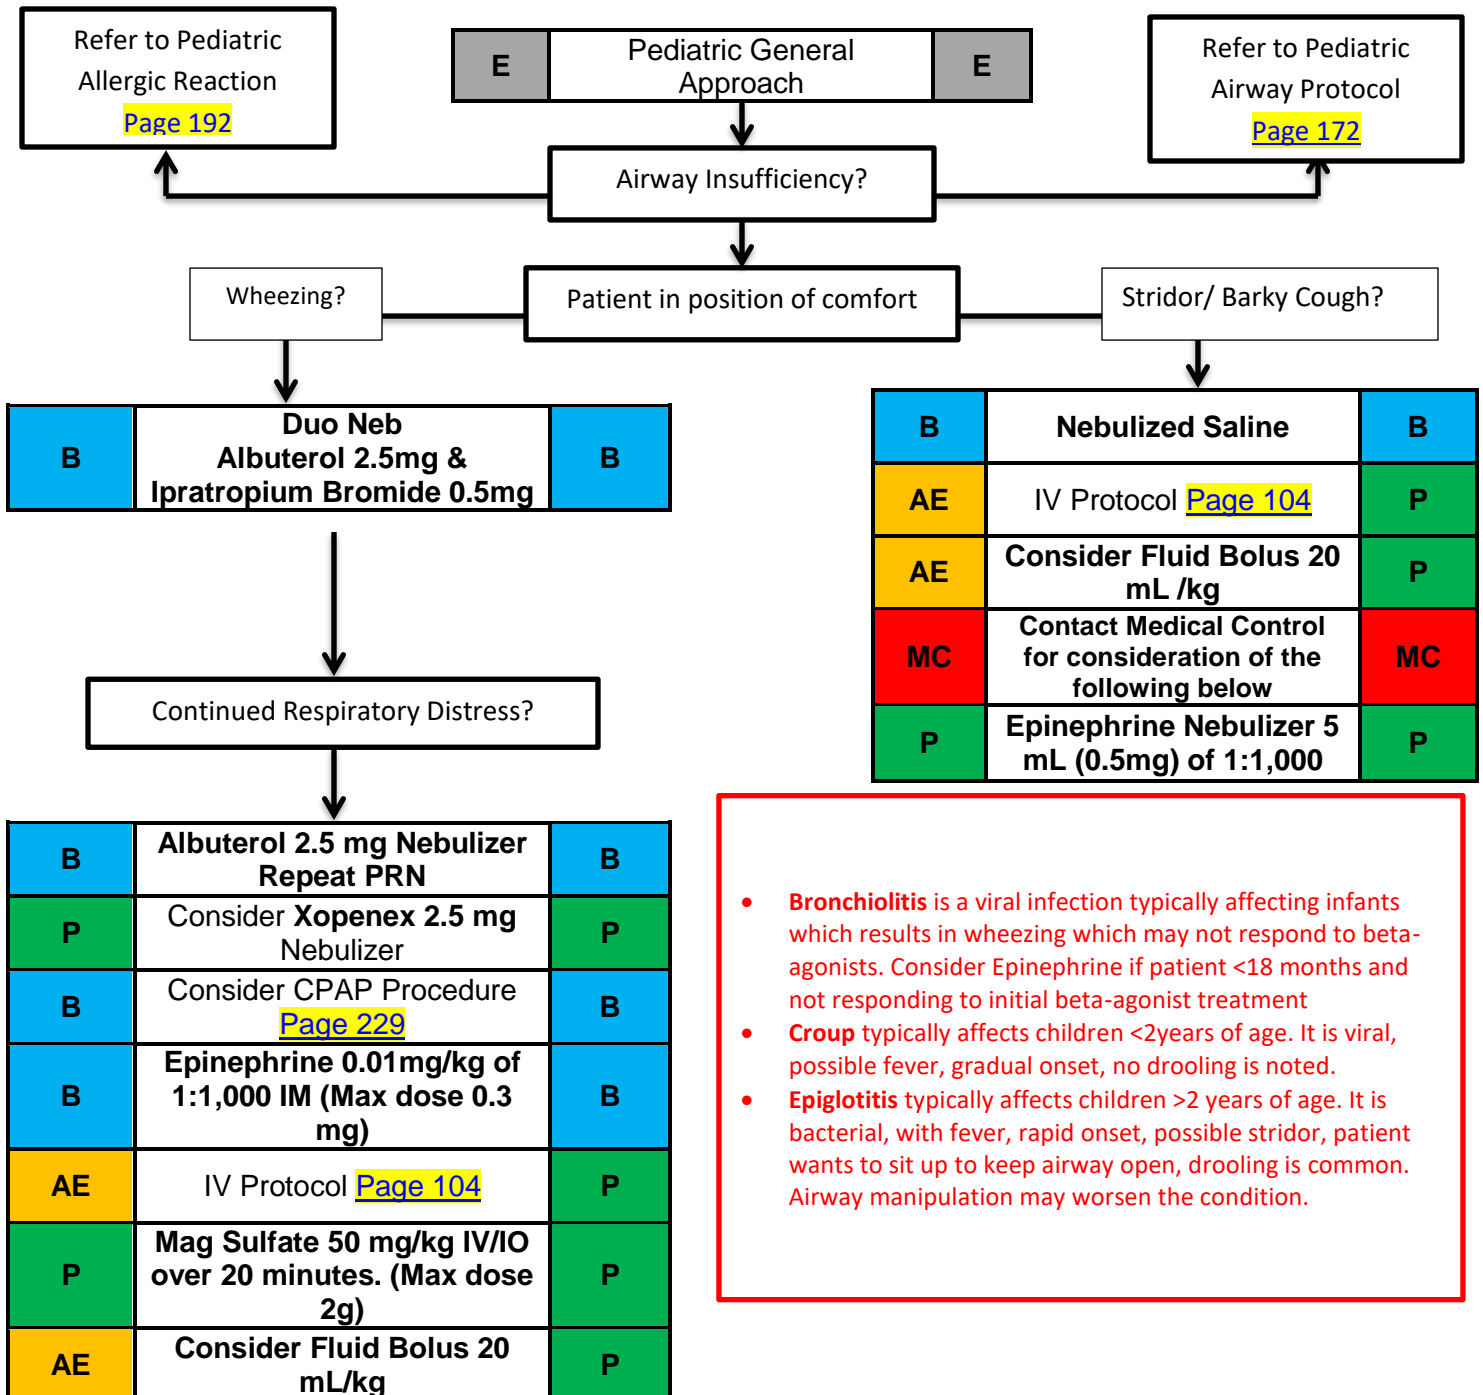 Refer to Pediatric
Allergic Reaction
Page 192
E
Pediatric General
Approach
E
Refer to Pediatric
Airway Protocol
Page 172
Airway Insufficiency?
Wheezing?
Patient in position of comfort
Stridor/ Barky Cough?
B
Duo Neb
Albuterol 2.5mg &
Ipratropium Bromide 0.5mg
B
Continued Respiratory Distress?
B
Albuterol 2.5 mg Nebulizer
Repeat PRN
B
P
Consider Xopenex 2.5 mg
Nebulizer
P
B
Consider CPAP Procedure
Page 229
B
B
Epinephrine 0.01mg/kg of
1:1,000 IM (Max dose 0.3
mg)
B
AE
IV Protocol Page 104
P
P
Mag Sulfate 50 mg/kg IV/IO
over 20 minutes. (Max dose
2g)
P
AE
Consider Fluid Bolus 20
mL/kg
P
B
Nebulized Saline
B
AE
IV Protocol Page 104
P
AE
Consider Fluid Bolus 20
mL /kg
P
MC
Contact Medical Control
for consideration of the
following below
MC
P
Epinephrine Nebulizer 5
mL (0.5mg) of 1:1,000
P
• Bronchiolitis is a viral infection typically affecting infants
which results in wheezing which may not respond to beta-
agonists. Consider Epinephrine if patient <18 months and
not responding to initial beta-agonist treatment
• Croup typically affects children <2years of age. It is viral,
possible fever, gradual onset, no drooling is noted.
• Epiglotitis typically affects children >2 years of age. It is
bacterial, with fever, rapid onset, possible stridor, patient
wants to sit up to keep airway open, drooling is common.
Airway manipulation may worsen the condition.